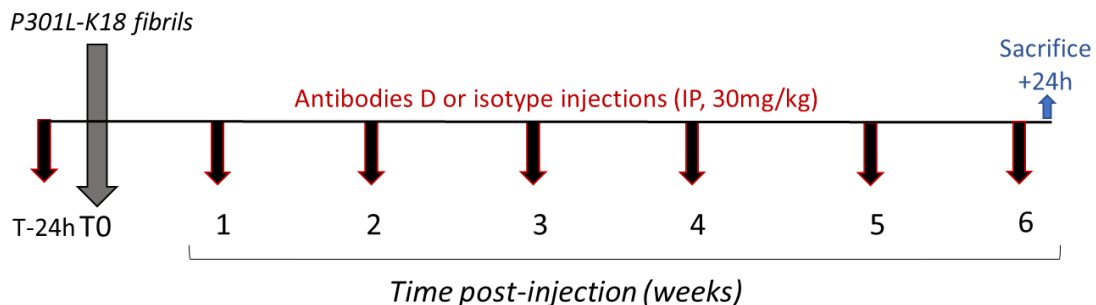 P301L-K18 fibrils
Sacrifice
+24h
Antibodies D or isotype injections (IP, 30mg/kg)
T-24h T0 1 2 3 4 5 6
Time post-injection (weeks)